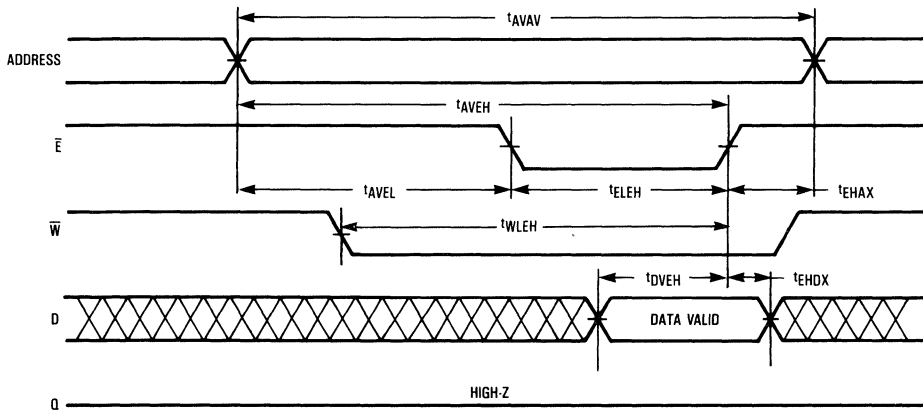 tAVAV
ADDRESS
tAVEH
E
tAVEL
tELEH
tEHAX
W
tWLEH
tDVEH
tEHDX
D
DATA VALID
HIGH-Z
Q